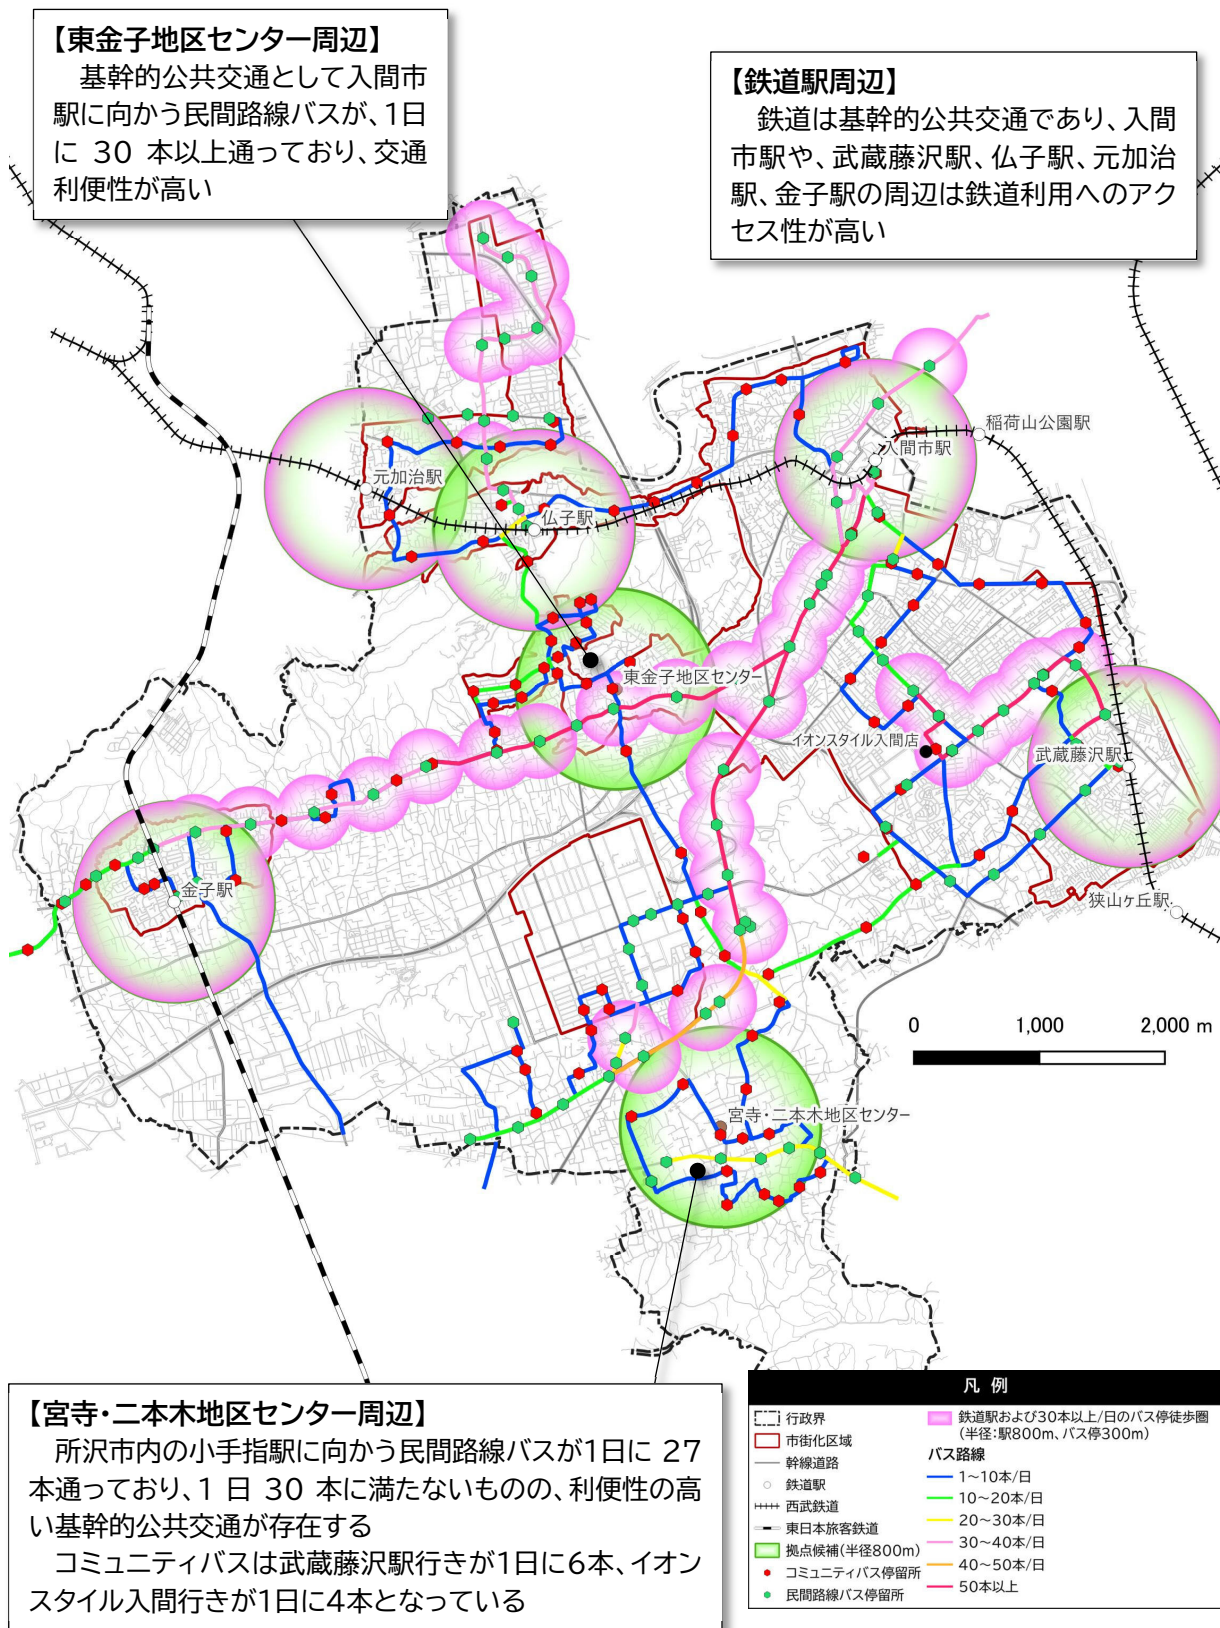 【東金子地区センター周辺】
基幹的公共交通として入間市
駅に向かう民間路線バスが、1日
に 30 本以上通っており、交通
利便性が高い
【鉄道駅周辺】
鉄道は基幹的公共交通であり、入間
市駅や、武蔵藤沢駅、仏子駅、元加治
駅、金子駅の周辺は鉄道利用へのアク
セス性が高い
稲荷山公園駅
入間市駅
元加治駅
仏子駅
東金子地区センター
イオンスタイル入間店
武蔵藤沢駅
金子駅
狭山ヶ丘駅
0 1,000 2,000 m
宮寺・二本木地区センター
【宮寺・二本木地区センター周辺】
所沢市内の小手指駅に向かう民間路線バスが1日に 27
本通っており、1 日 30 本に満たないものの、利便性の高
い基幹的公共交通が存在する
コミュニティバスは武蔵藤沢駅行きが1日に6本、イオン
スタイル入間行きが1日に4本となっている
凡 例
行政界
市街化区域
幹線道路
鉄道駅
西武鉄道
東日本旅客鉄道
拠点候補(半径800m)
コミュニティバス停留所
民間路線バス停留所
鉄道駅および30本以上/日のバス停徒歩圏
(半径:駅800m、バス停300m)
バス路線
1～10本/日
10～20本/日
20～30本/日
30～40本/日
40～50本/日
50本以上